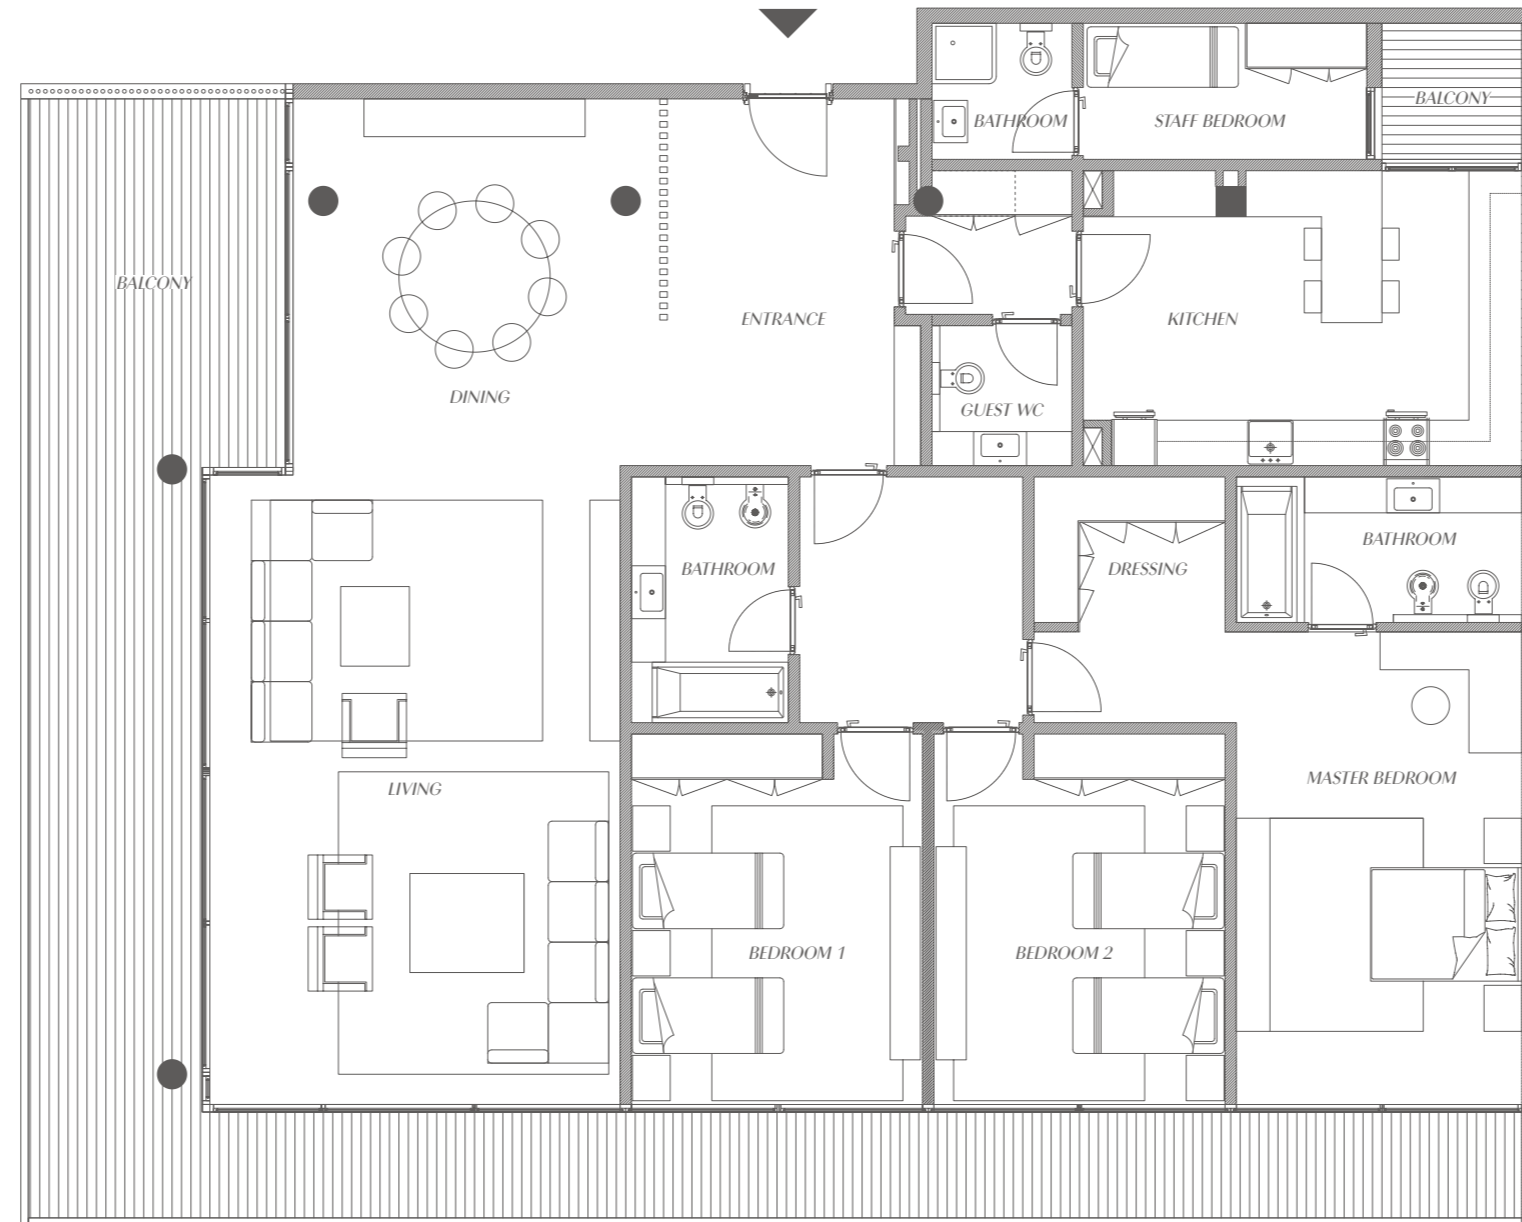 BALCONY
BATHROOM
STAFF BEDROOM
BALCONY
ENTRANCE
KITCHEN
DINING
GUEST WC
BATHROOM
DRESSING
BATHROOM
LIVING
MASTER BEDROOM
BEDROOM 1
BEDROOM 2